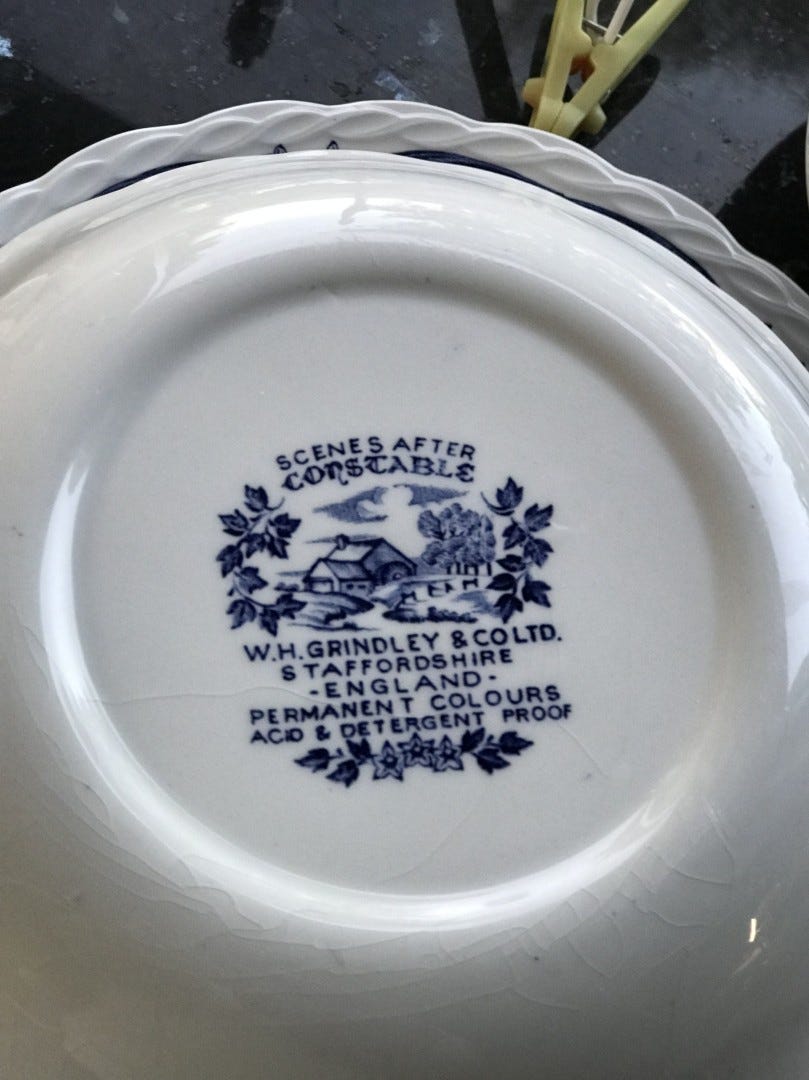 SCENES AFTER
CONSTABLE
W.H. GRINDLEY & CO LTD.
STAFFORDSHIRE
-ENGLAND-
PERMANENT COLOURS
ACID & DETERGENT PROOF